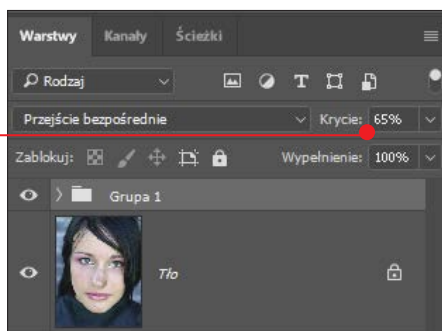 Warstwy Kanały Ścieżki
Rodzaj
Przejście bezpośrednie Krycie: 65%
Zablokuj: Wypełnienie: 100%
Grupa 1
Tło